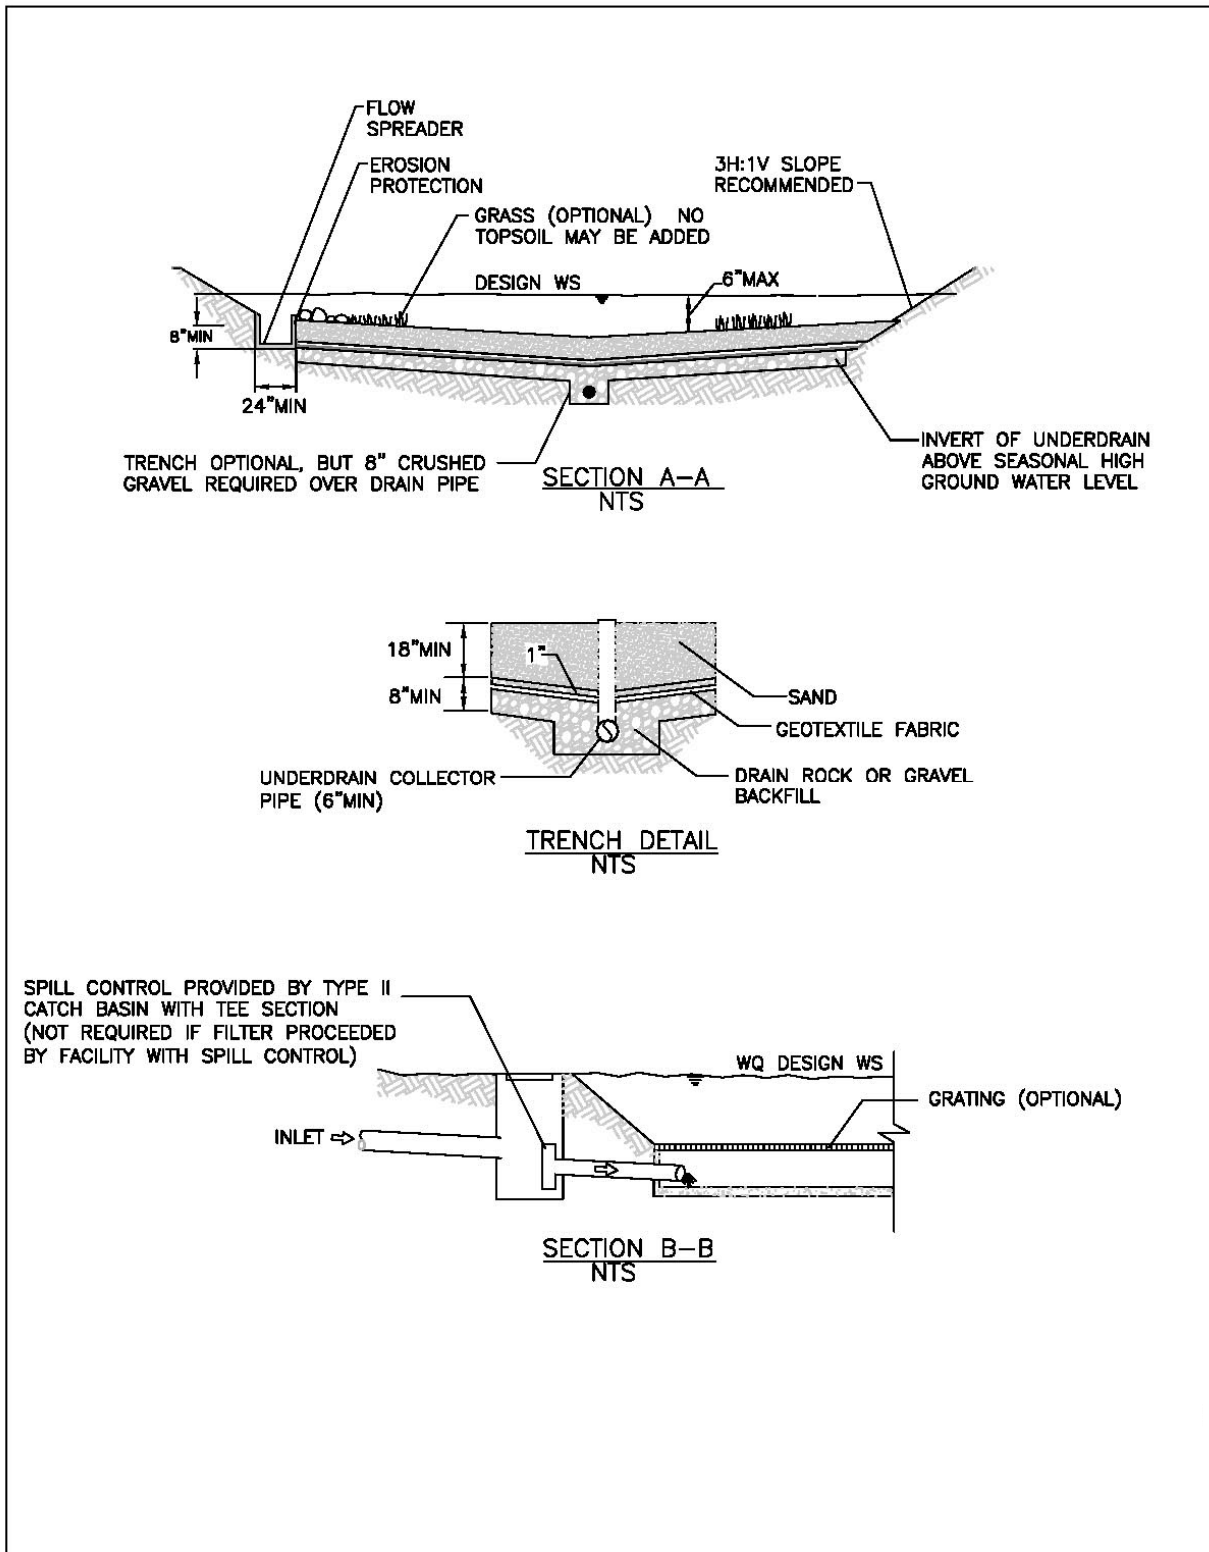 FLOW
SPREADER
EROSION
PROTECTION
3H:1V SLOPE
RECOMMENDED
GRASS (OPTIONAL) NO
TOPSOIL MAY BE ADDED
DESIGN WS
6"MAX
8"MIN
24"MIN
TRENCH OPTIONAL, BUT 8" CRUSHED
GRAVEL REQUIRED OVER DRAIN PIPE
INVERT OF UNDERDRAIN
ABOVE SEASONAL HIGH
GROUND WATER LEVEL
SECTION A-A
NTS
18"MIN
1"
8"MIN
SAND
GEOTEXTILE FABRIC
UNDERDRAIN COLLECTOR
PIPE (6"MIN)
DRAIN ROCK OR GRAVEL
BACKFILL
TRENCH DETAIL
NTS
SPILL CONTROL PROVIDED BY TYPE II
CATCH BASIN WITH TEE SECTION
(NOT REQUIRED IF FILTER PROCEEDED
BY FACILITY WITH SPILL CONTROL)
WQ DESIGN WS
GRATING (OPTIONAL)
INLET
SECTION B-B
NTS